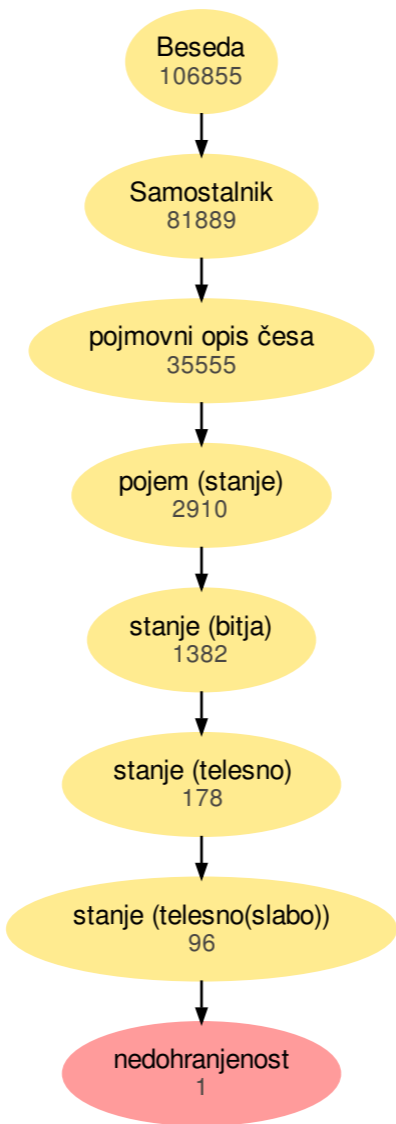 Beseda
106855
Samostalnik
81889
pojmovni opis česa
35555
pojem (stanje)
2910
stanje (bitja)
1382
stanje (telesno)
178
stanje (telesno(slabo))
96
nedohranjenost
1